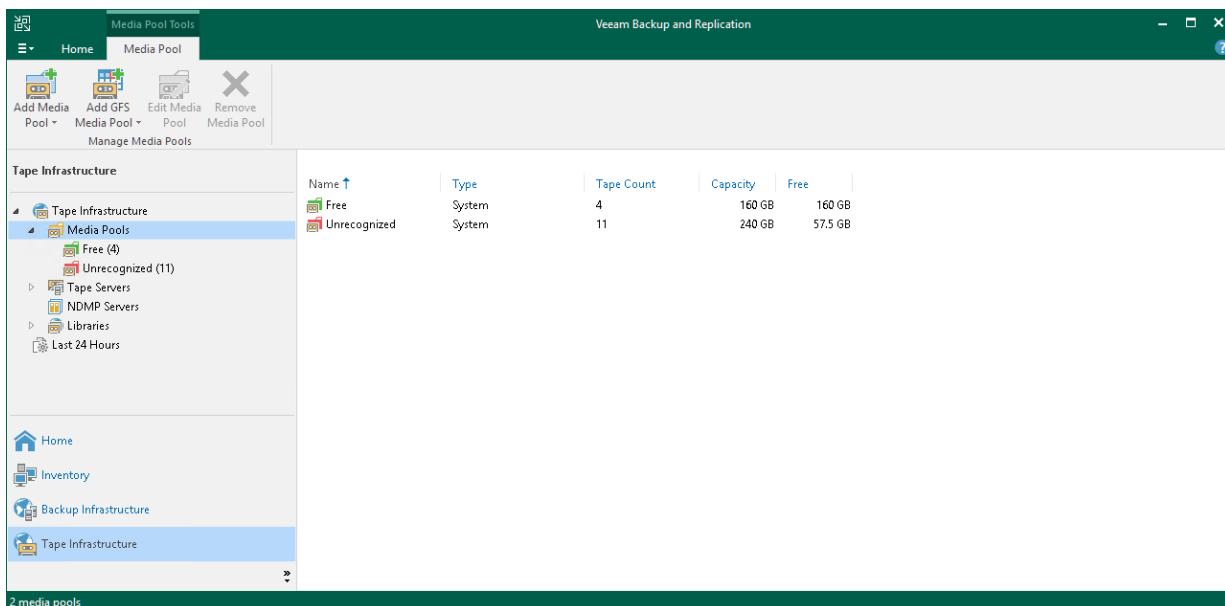 Media Pool Tools
Veeam Backup and Replication
Home
Media Pool
Add Media Pool
Add GFS Media Pool
Edit Media Pool
Remove Media Pool
Manage Media Pools
Tape Infrastructure
Tape Infrastructure
Media Pools
Free (4)
Unrecognized (11)
Tape Servers
NDMP Servers
Libraries
Last 24 Hours
Name Type Tape Count Capacity Free
Free System 4 160 GB 160 GB
Unrecognized System 11 240 GB 57.5 GB
Home
Inventory
Backup Infrastructure
Tape Infrastructure
2 media pools